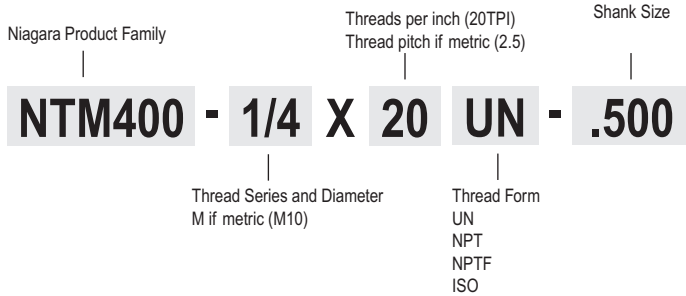 Niagara Product Family
Threads per inch (20TPI)
Thread pitch if metric (2.5)
Shank Size
NTM400 - 1/4 X 20 UN - .500
Thread Series and Diameter
M if metric (M10)
Thread Form
UN
NPT
NPTF
ISO